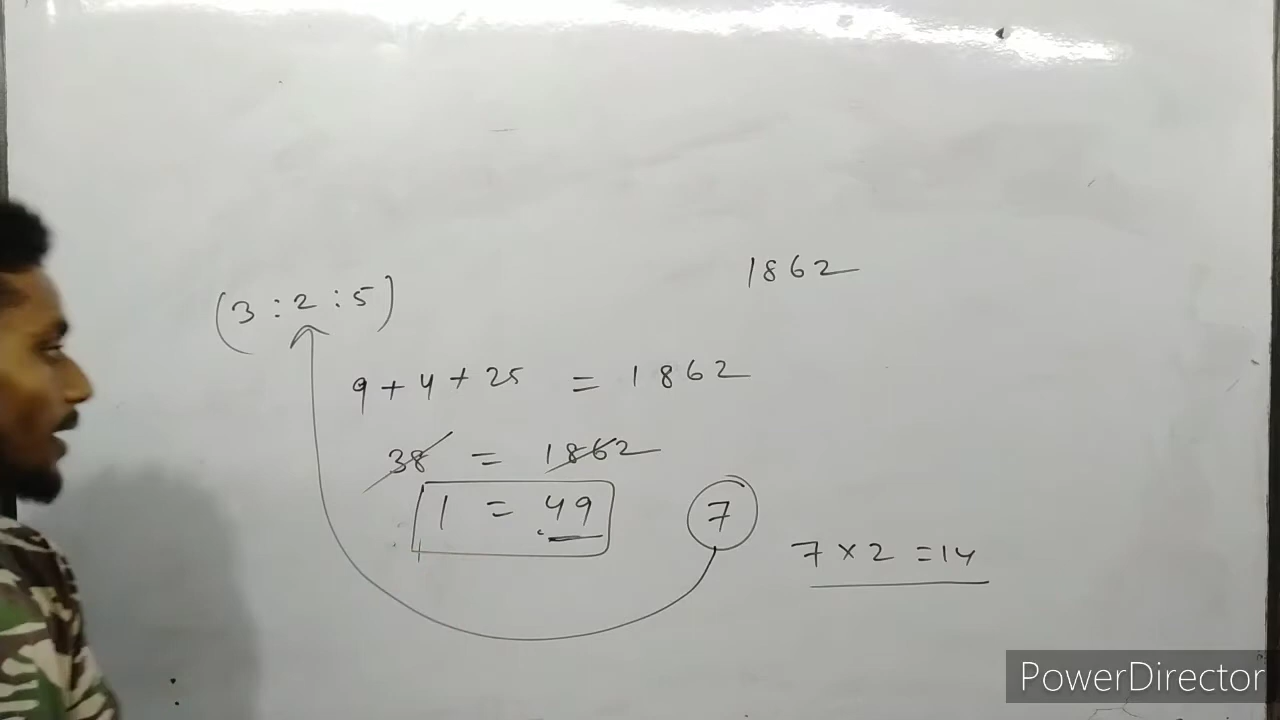 1862
(3 : 2 : 5)
9 + 4 + 25 = 1862
38 = 1862
1 = 49
7
7 × 2 = 14
PowerDirector